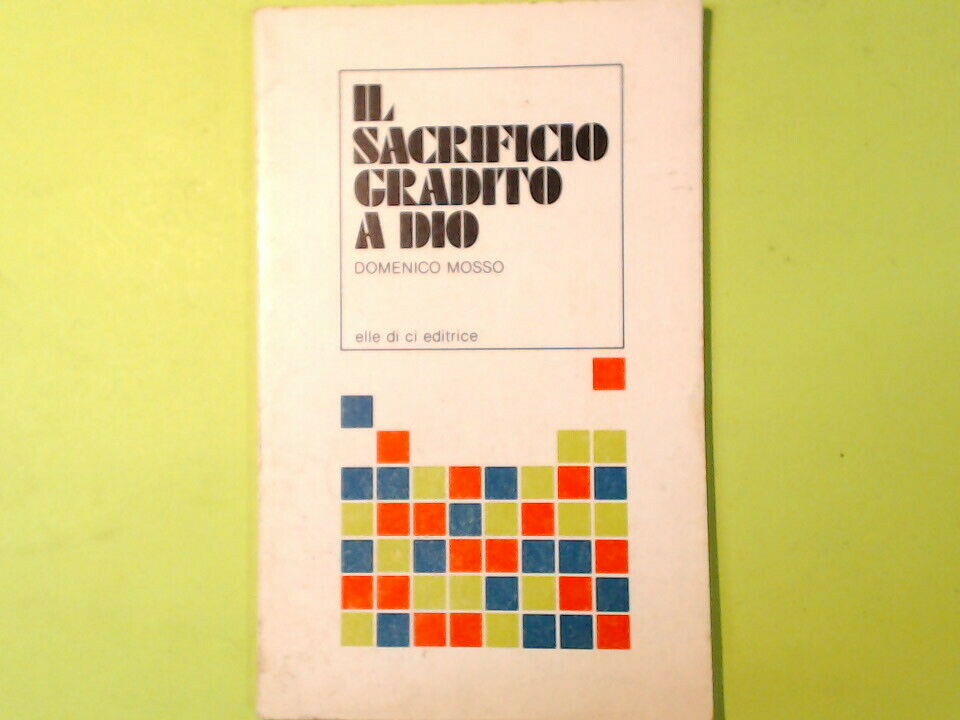 IL
SACRIFICIO
GRADITO
A DIO
DOMENICO MOSSO
elle di ci editrice